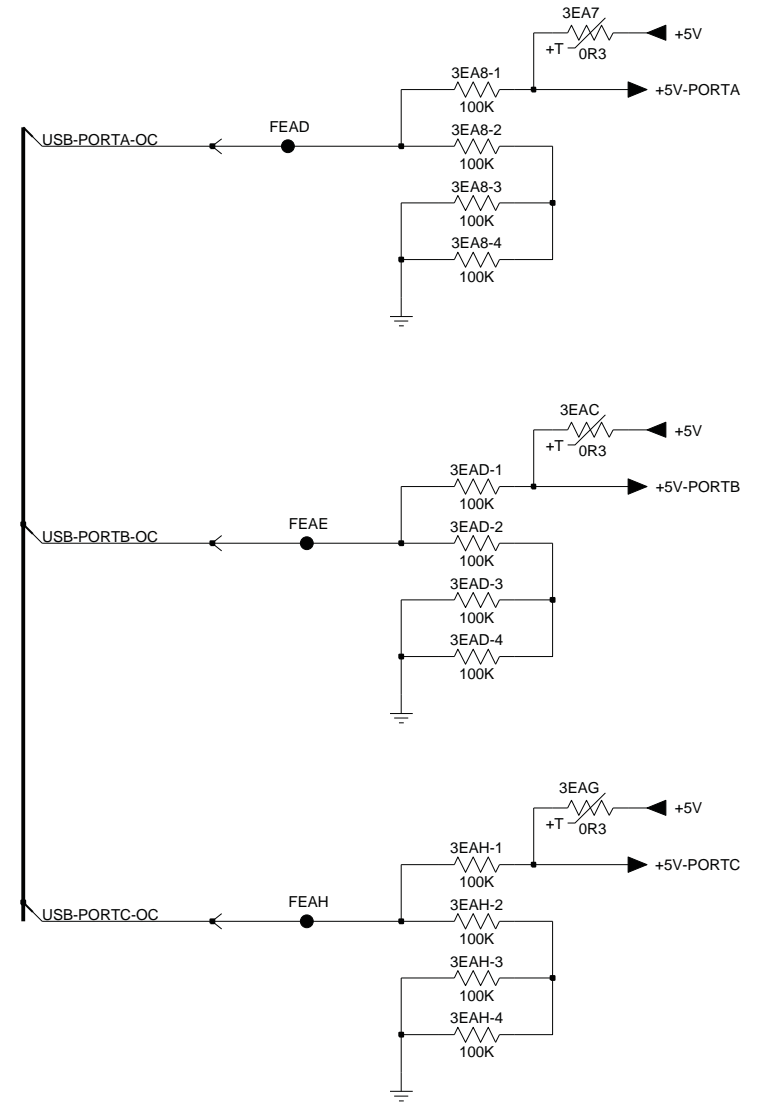 3EA7
+5V
+T
0R3
3EA8-1
+5V-PORTA
100K
FEAD
3EA8-2
USB-PORTA-OC
100K
3EA8-3
100K
3EA8-4
100K
3EAC
+5V
+T
0R3
3EAD-1
+5V-PORTB
100K
FEAE
3EAD-2
USB-PORTB-OC
100K
3EAD-3
100K
3EAD-4
100K
3EAG
+5V
+T
0R3
3EAH-1
+5V-PORTC
100K
FEAH
3EAH-2
USB-PORTC-OC
100K
3EAH-3
100K
3EAH-4
100K